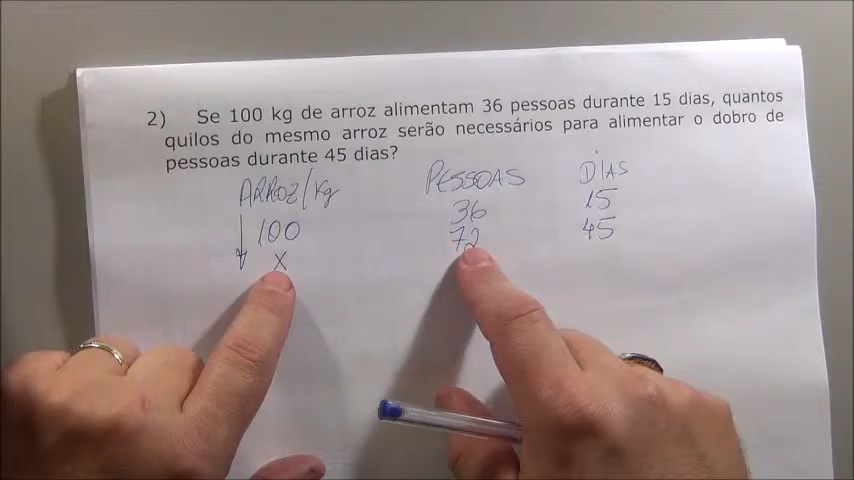 2) Se 100 kg de arroz alimentam 36 pessoas durante 15 dias, quantos
quilos do mesmo arroz serão necessários para alimentar o dobro de
pessoas durante 45 dias?
ARROZ/Kg PESSOAS DIAS
100 36 15
X 72 45